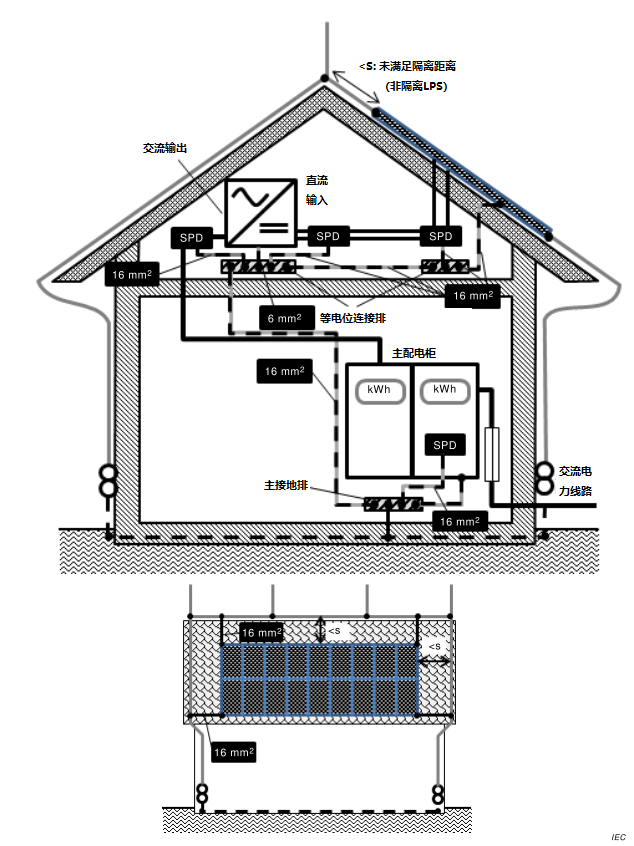 <S: 未满足隔离距离
(非隔离LPS)
交流输出
直流
输入
SPD
SPD
SPD
16 mm²
16 mm²
6 mm²
等电位连接排
主配电柜
16 mm²
kWh
kWh
SPD
交流电
力线路
主接地排
16 mm²
16 mm²
<S
<S
16 mm²
IEC